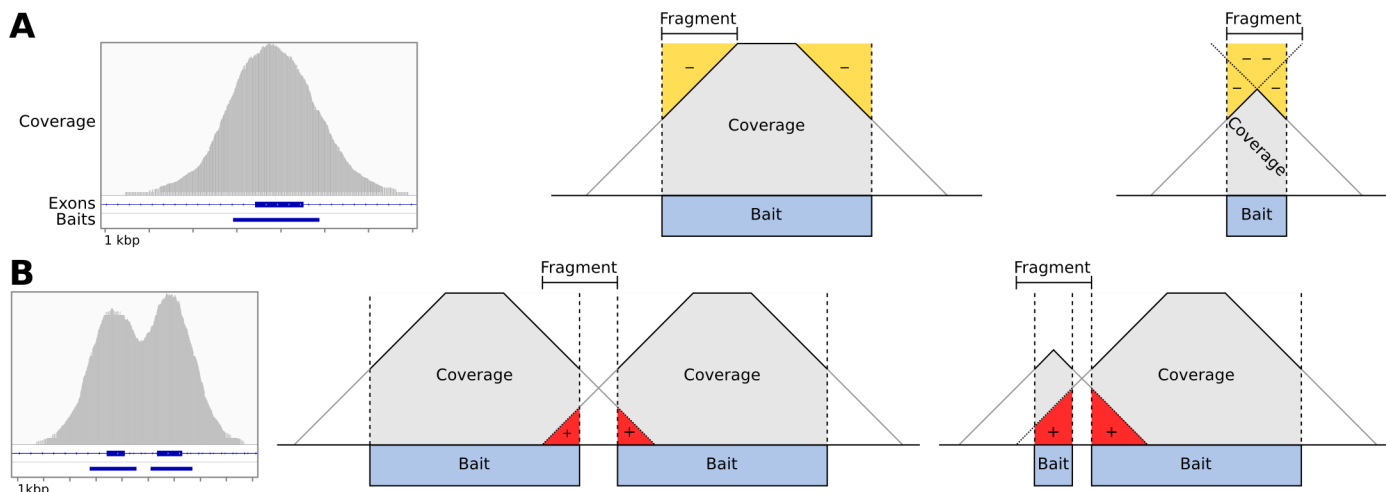 A
Fragment
Fragment
Coverage
− − − −
− −
Coverage
Coverage
Exons
Baits
1 kbp
Bait
Bait
B
Fragment
Fragment
Coverage
Coverage
Coverage
+ +
+ +
Bait
Bait
Bait
Bait
1kbp